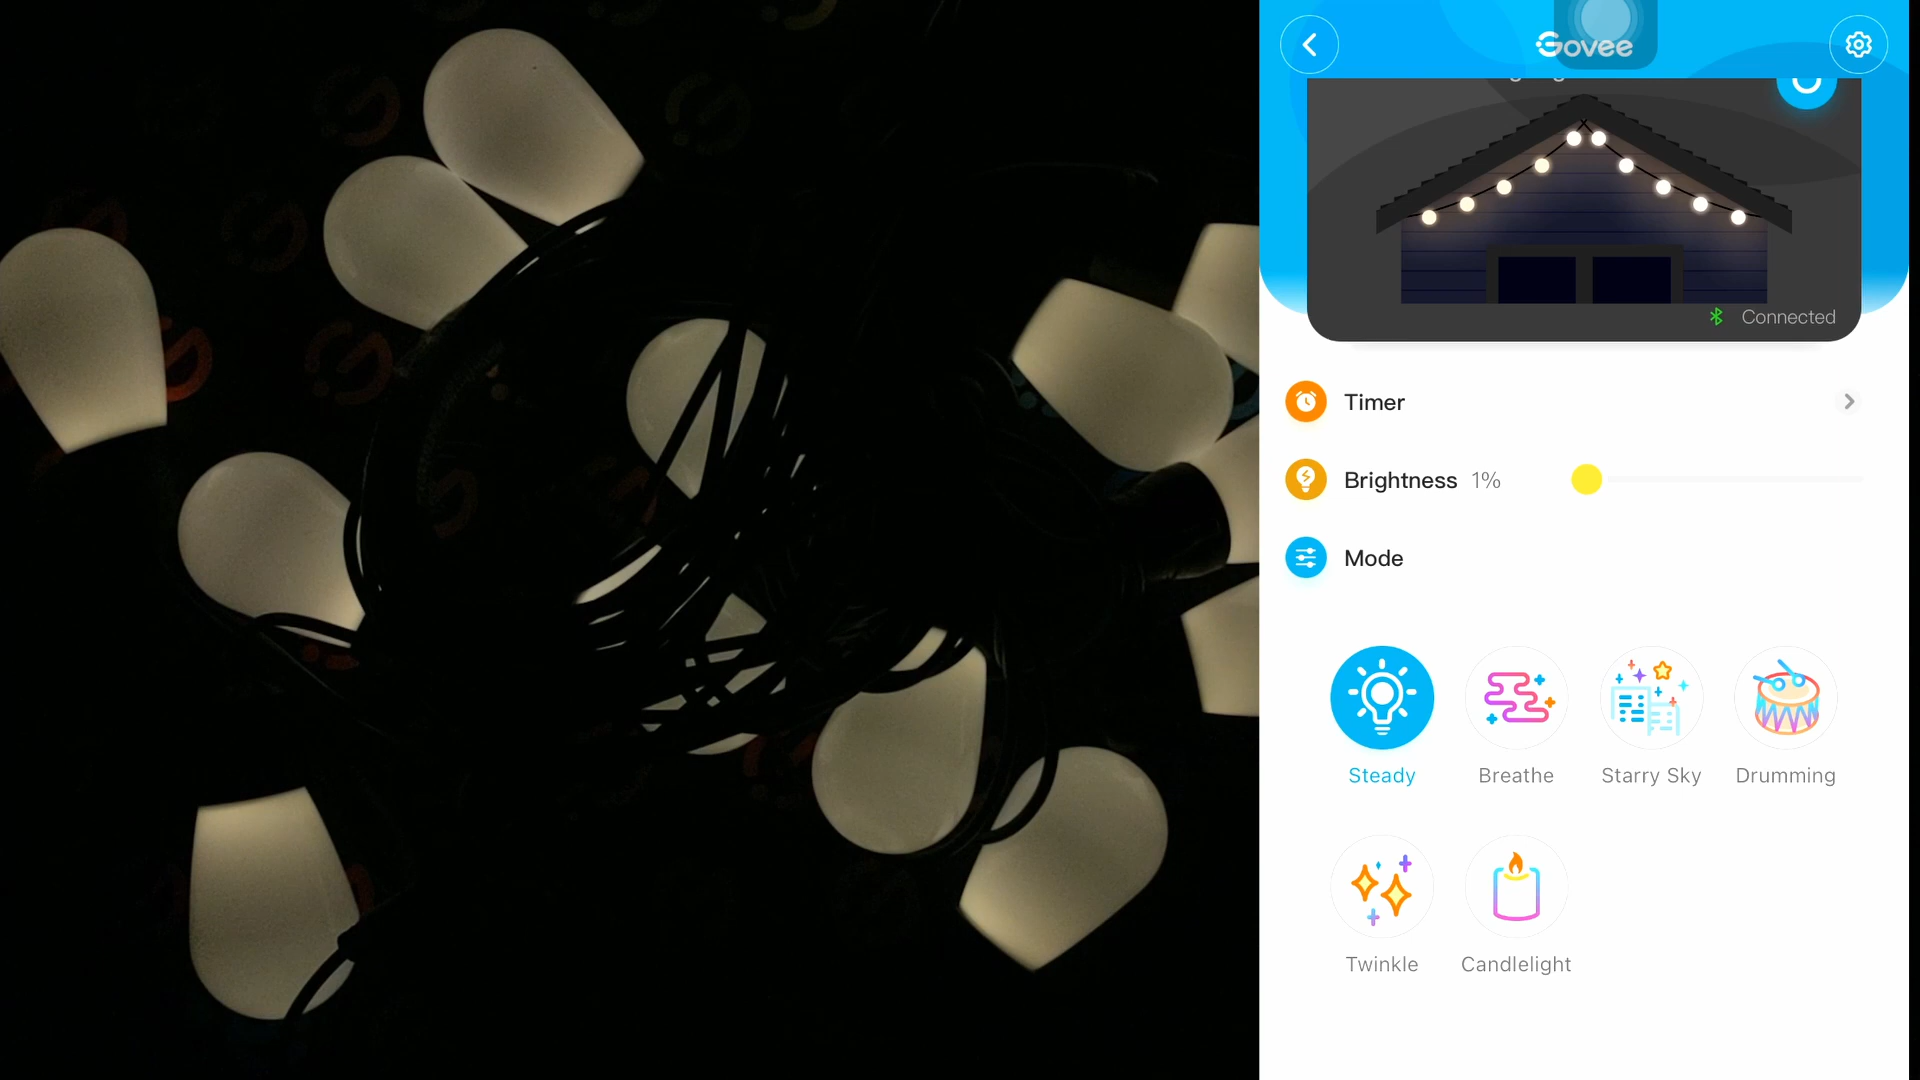 Govee
Connected
Timer
Brightness 1%
Mode
Steady
Breathe
Starry Sky
Drumming
Twinkle
Candlelight